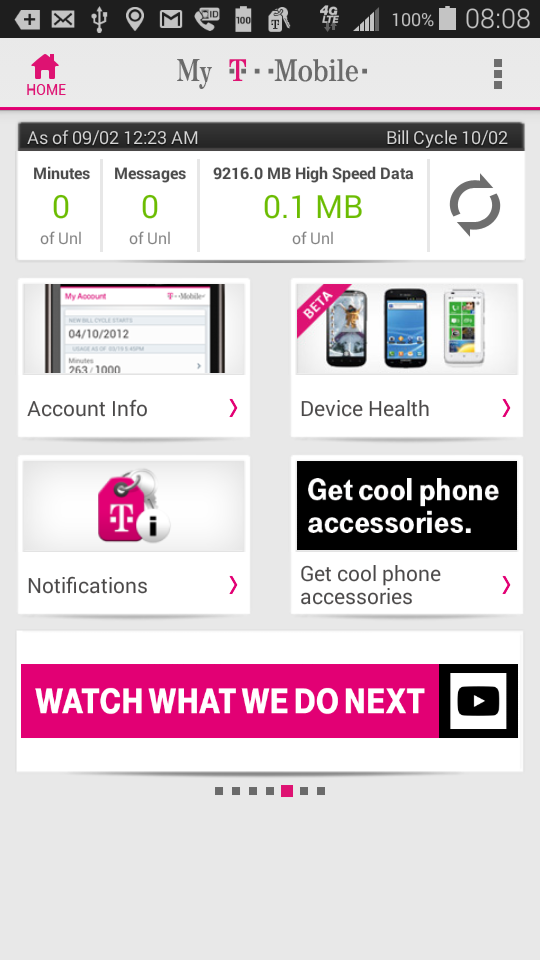 ID
100
4G
LTE
100%
08:08
HOME
My T··Mobile·
As of 09/02 12:23 AM
Bill Cycle 10/02
Minutes
0
of Unl
Messages
0
of Unl
9216.0 MB High Speed Data
0.1 MB
of Unl
My Account
T··Mobile·
NEW BILL CYCLE STARTS
04/10/2012
Minutes
263 / 1000
Account Info
BETA
Device Health
T
i
Notifications
Get cool phone
accessories.
Get cool phone
accessories
WATCH WHAT WE DO NEXT